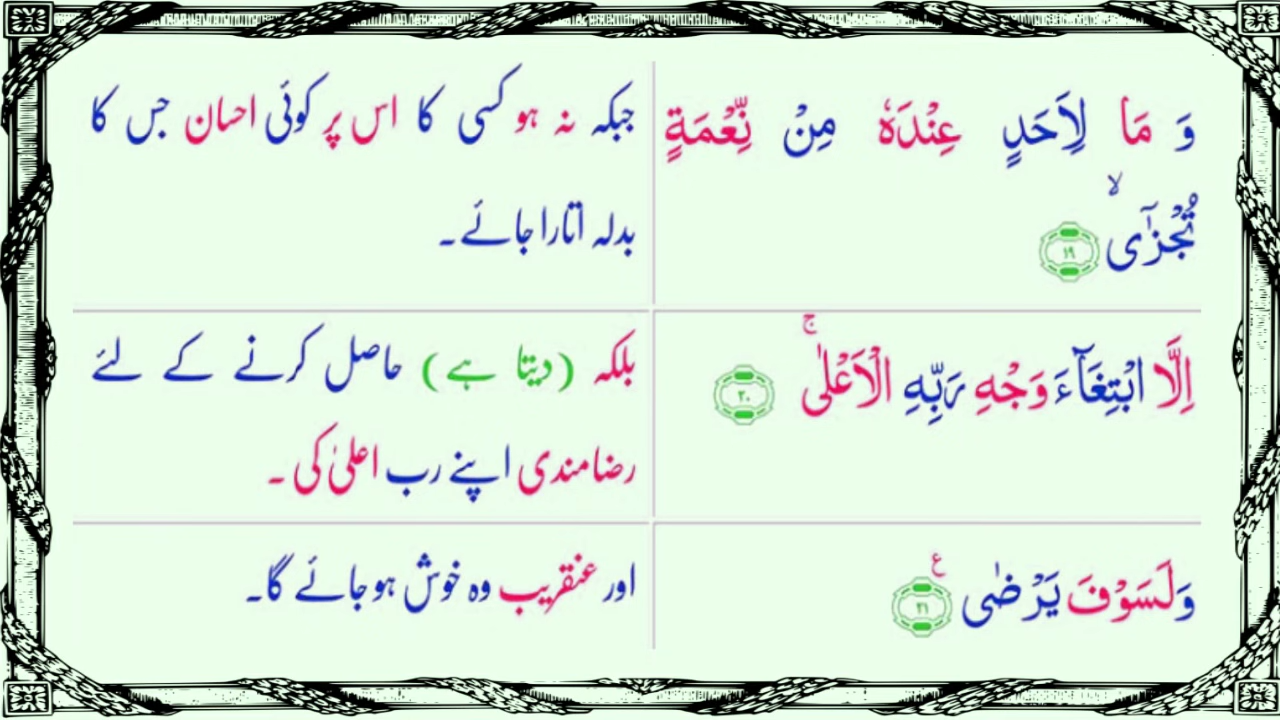 وَ مَا لِاَحَدٍ عِنْدَهٗ مِنْ نِّعْمَةٍ
تُجْزٰۤى ۙ ۱۹
جبکہ نہ ہو کسی کا اس پر کوئی احسان جس کا
بدلہ اتارا جائے۔
اِلَّا ابْتِغَآءَ وَجْهِ رَبِّهِ الْاَعْلٰى ۚ ۲۰
بلکہ (دیتا ہے) حاصل کرنے کے لئے
رضا مندی اپنے رب اعلیٰ کی۔
وَلَسَوْفَ يَرْضٰى ۲۱ ع
اور عنقریب وہ خوش ہو جائے گا۔